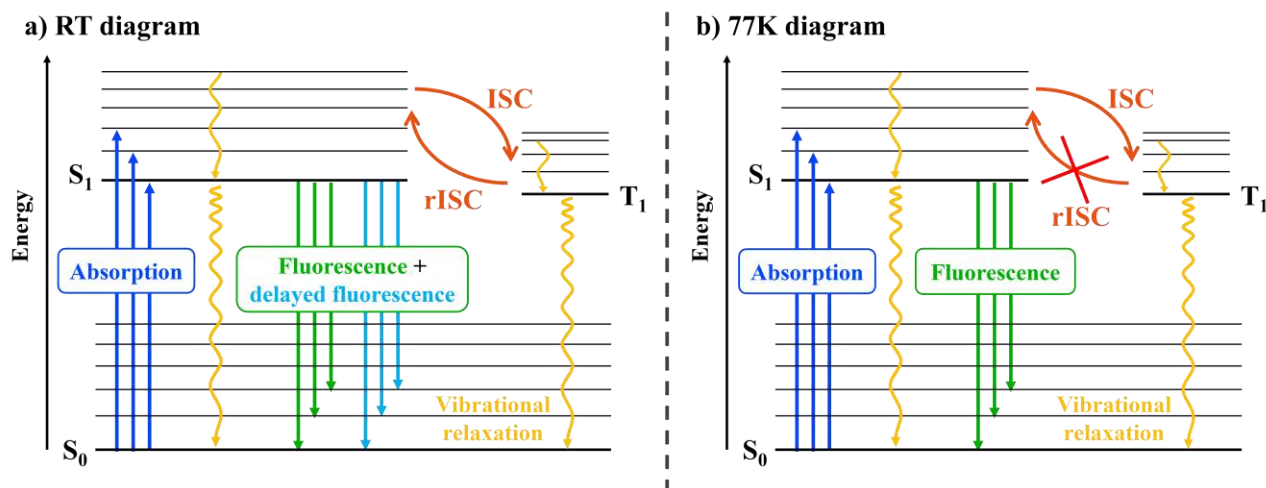 a) RT diagram
Energy
S₁
S₀
Absorption
Fluorescence +
delayed fluorescence
ISC
rISC
T₁
Vibrational
relaxation
b) 77K diagram
Energy
S₁
S₀
Absorption
Fluorescence
ISC
rISC
T₁
Vibrational
relaxation